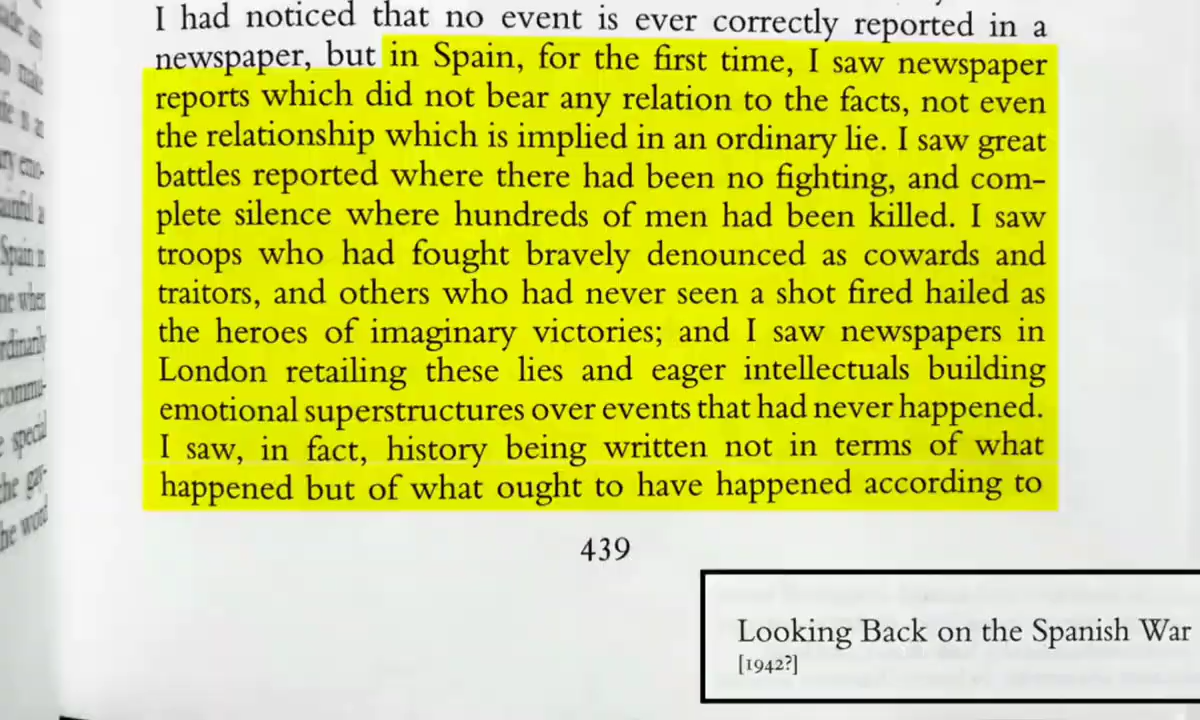 I had noticed that no event is ever correctly reported in a
newspaper, but in Spain, for the first time, I saw newspaper
reports which did not bear any relation to the facts, not even
the relationship which is implied in an ordinary lie. I saw great
battles reported where there had been no fighting, and com-
plete silence where hundreds of men had been killed. I saw
troops who had fought bravely denounced as cowards and
traitors, and others who had never seen a shot fired hailed as
the heroes of imaginary victories; and I saw newspapers in
London retailing these lies and eager intellectuals building
emotional superstructures over events that had never happened.
I saw, in fact, history being written not in terms of what
happened but of what ought to have happened according to
439
Looking Back on the Spanish War
[1942?]